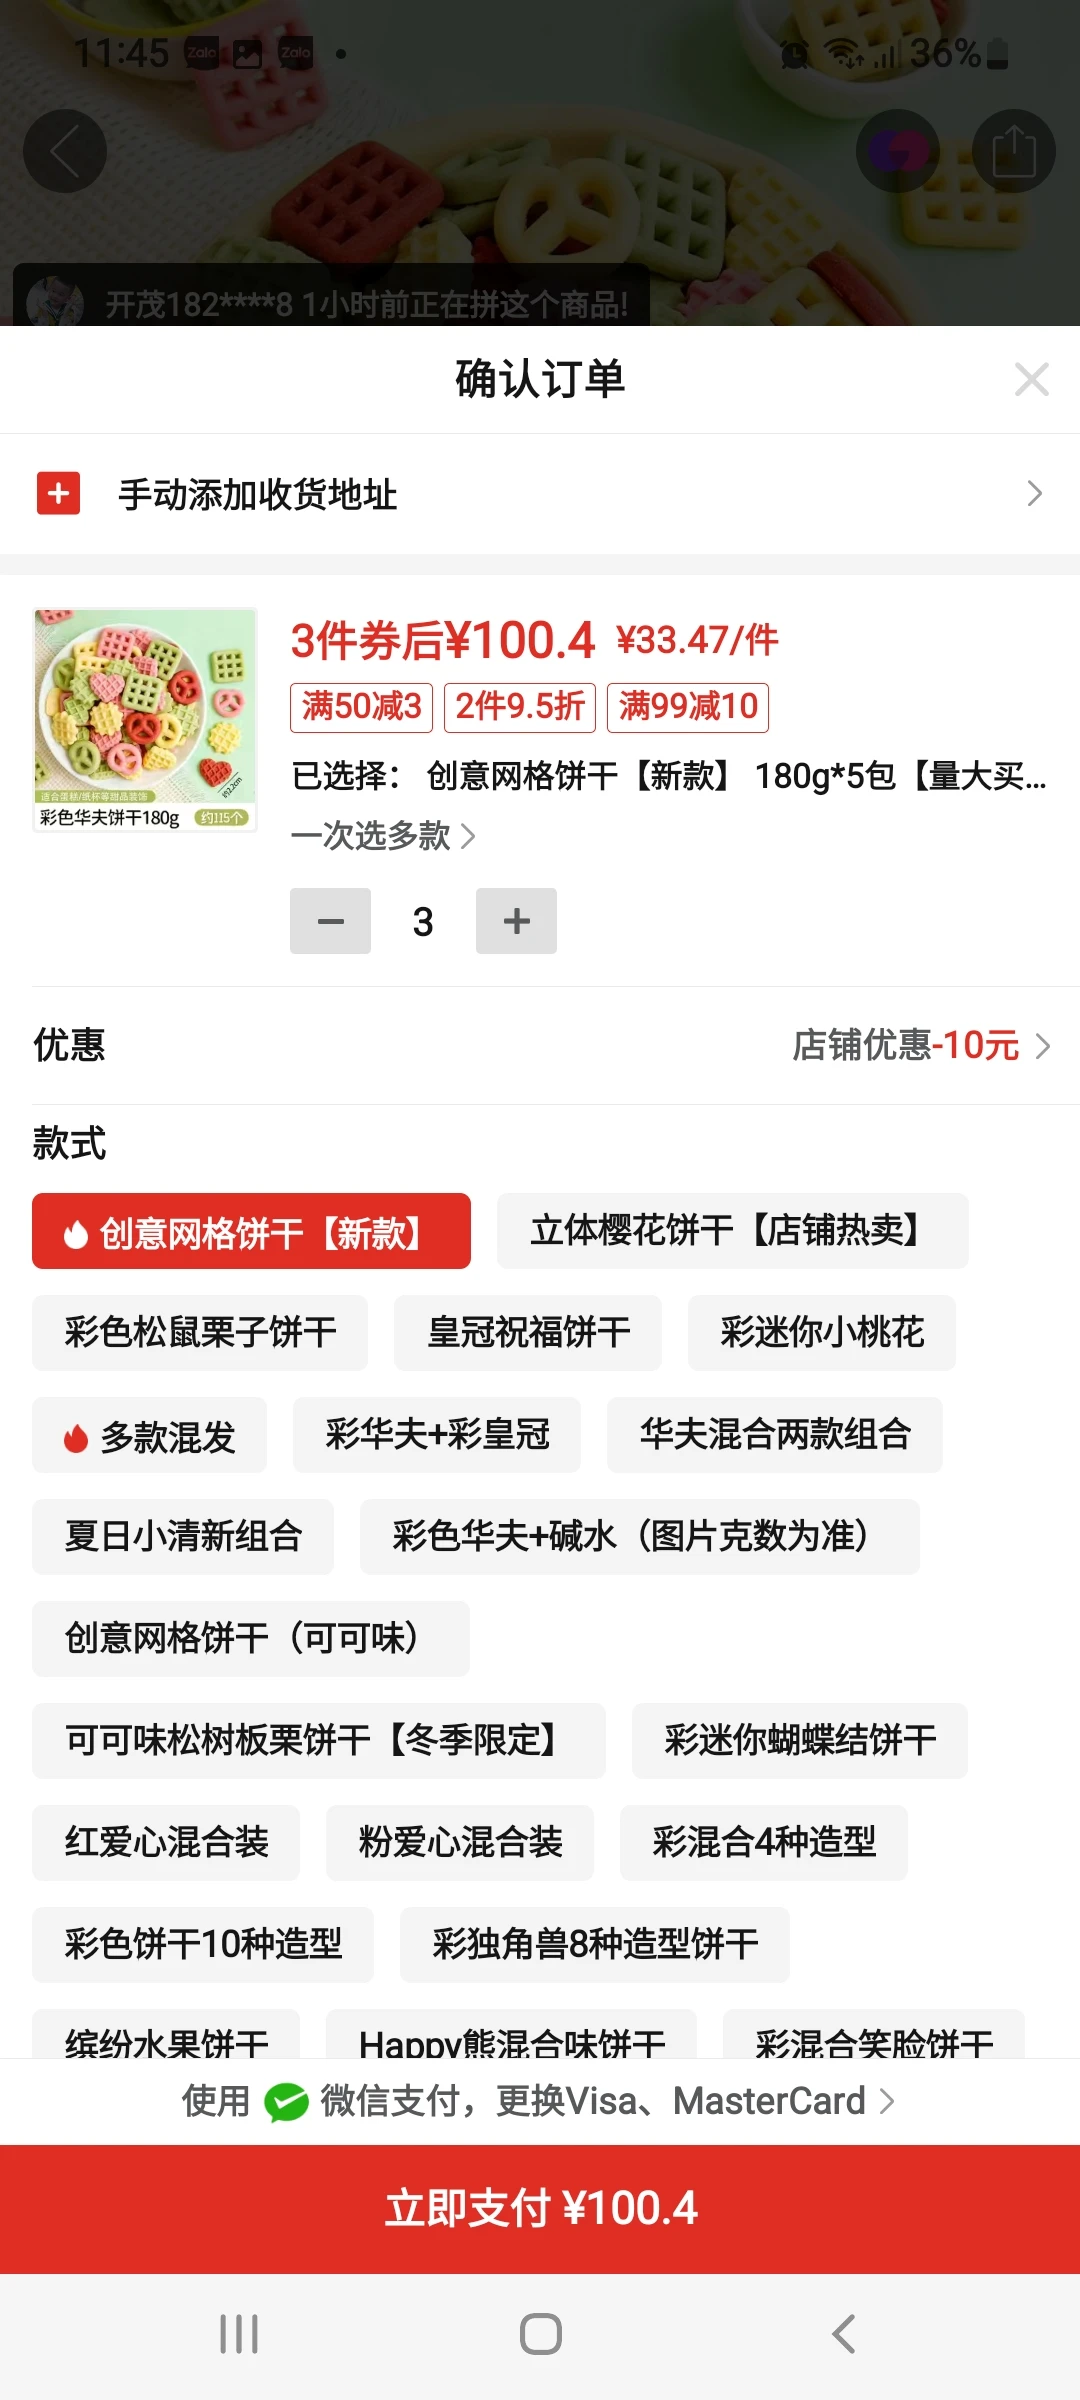 11:45 Zalo Zalo 36%
开茂182****8 1小时前正在拼这个商品!
确认订单
手动添加收货地址
3件券后¥100.4 ¥33.47/件
满50减3 2件9.5折 满99减10
已选择： 创意网格饼干【新款】 180g*5包【量大买...
一次选多款
约2.2cm
适合蛋糕/纸杯等甜品装饰
彩色华夫饼干180g 约115个
3
优惠 店铺优惠-10元
款式
创意网格饼干【新款】 立体樱花饼干【店铺热卖】
彩色松鼠栗子饼干 皇冠祝福饼干 彩迷你小桃花
多款混发 彩华夫+彩皇冠 华夫混合两款组合
夏日小清新组合 彩色华夫+碱水（图片克数为准）
创意网格饼干（可可味）
可可味松树板栗饼干【冬季限定】 彩迷你蝴蝶结饼干
红爱心混合装 粉爱心混合装 彩混合4种造型
彩色饼干10种造型 彩独角兽8种造型饼干
缤纷水果饼干 Happy熊混合味饼干 彩混合笑脸饼干
使用 微信支付，更换Visa、MasterCard
立即支付 ¥100.4